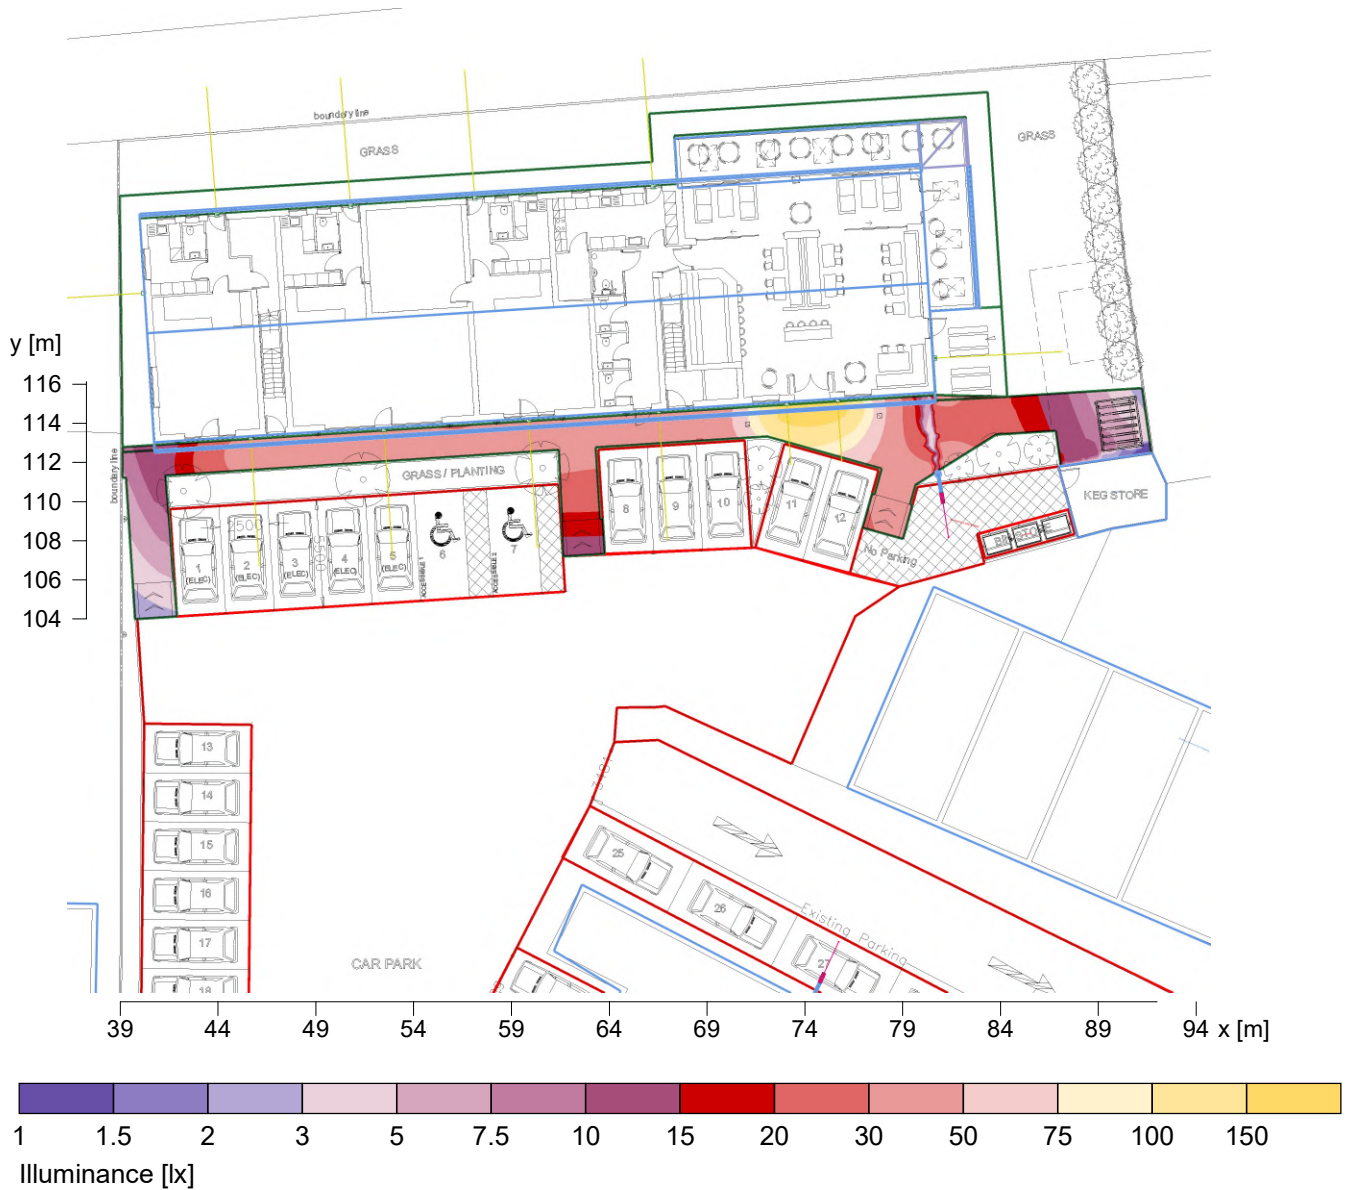 boundary line
GRASS
GRASS
y [m]
116
114
112
110
108
106
104
boundary line
GRASS / PLANTING
KEG STORE
No Parking
1
(ELEC)
2
(ELEC)
3
(ELEC)
4
(ELEC)
5
(ELEC)
6
ACCESSIBLE 1
7
ACCESSIBLE 2
8
9
10
11
12
13
14
15
16
17
18
25
26
27
Existing Parking
CAR PARK
39 44 49 54 59 64 69 74 79 84 89 94 x [m]
1 1.5 2 3 5 7.5 10 15 20 30 50 75 100 150
Illuminance [lx]